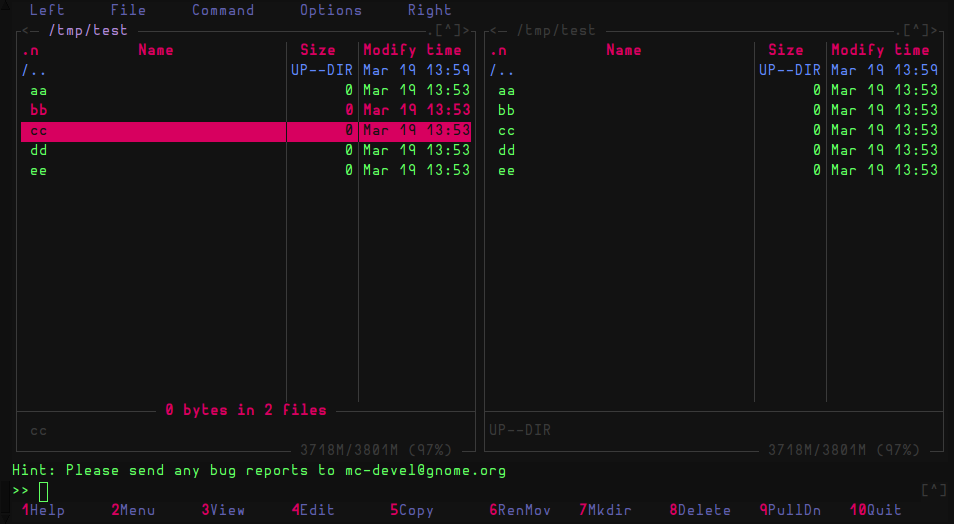 Left File Command Options Right
<— /tmp/test .[^]> <— /tmp/test .[^]>
.n Name Size Modify time .n Name Size Modify time
/.. UP--DIR Mar 19 13:59 /.. UP--DIR Mar 19 13:59
aa 0 Mar 19 13:53 aa 0 Mar 19 13:53
bb 0 Mar 19 13:53 bb 0 Mar 19 13:53
cc 0 Mar 19 13:53 cc 0 Mar 19 13:53
dd 0 Mar 19 13:53 dd 0 Mar 19 13:53
ee 0 Mar 19 13:53 ee 0 Mar 19 13:53
0 bytes in 2 files
cc UP--DIR
3718M/3801M (97%) 3718M/3801M (97%)
Hint: Please send any bug reports to mc-devel@gnome.org
>> [^]
1Help 2Menu 3View 4Edit 5Copy 6RenMov 7Mkdir 8Delete 9PullDn 10Quit